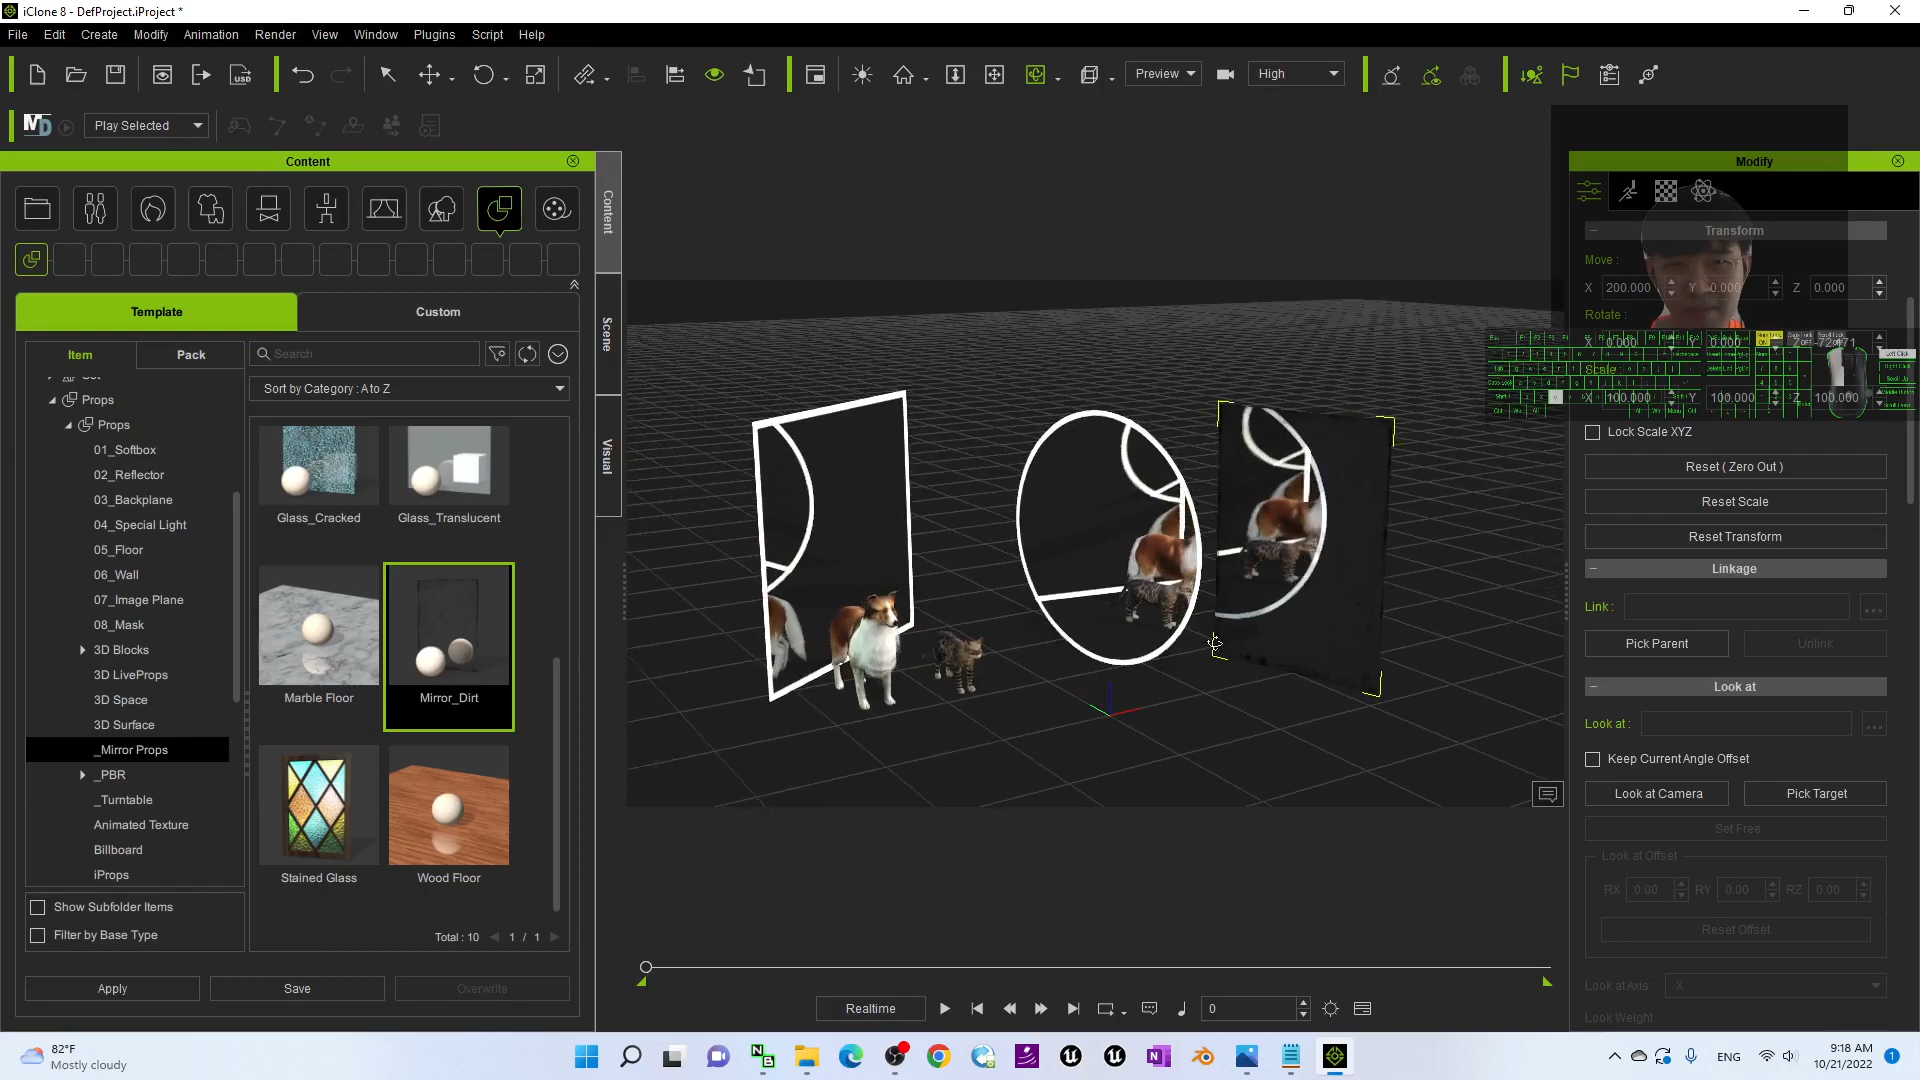 iClone 8 - DefProject.iProject *
File Edit Create Modify Animation Render View Window Plugins Script Help
Preview High
MD Play Selected
Content
Modify
Content
Scene
Visual
Template Custom
Item Pack
Search
Sort by Category : A to Z
Props
Props
01_Softbox
02_Reflector
03_Backplane
04_Special Light
05_Floor
06_Wall
07_Image Plane
08_Mask
3D Blocks
3D LiveProps
3D Space
3D Surface
_Mirror Props
_PBR
_Turntable
Animated Texture
Billboard
iProps
Glass_Cracked Glass_Translucent
Marble Floor Mirror_Dirt
Stained Glass Wood Floor
Show Subfolder Items
Filter by Base Type
Total : 10 1 / 1
Apply Save Overwrite
Transform
Move :
X 200.000 Y 0.000 Z 0.000
Rotate :
X 0.000 Y 0.000 Z
Scale :
X 100.000 Y 100.000 Z 100.000
Lock Scale XYZ
Reset ( Zero Out )
Reset Scale
Reset Transform
Linkage
Link :
Pick Parent Unlink
Look at
Look at :
Keep Current Angle Offset
Look at Camera Pick Target
Set Free
Look at Offset
RX 0.00 RY 0.00 RZ 0.00
Reset Offset
Look at Axis : X
Look Weight
Realtime 0
82°F
Mostly cloudy
ENG
9:18 AM
10/21/2022
1